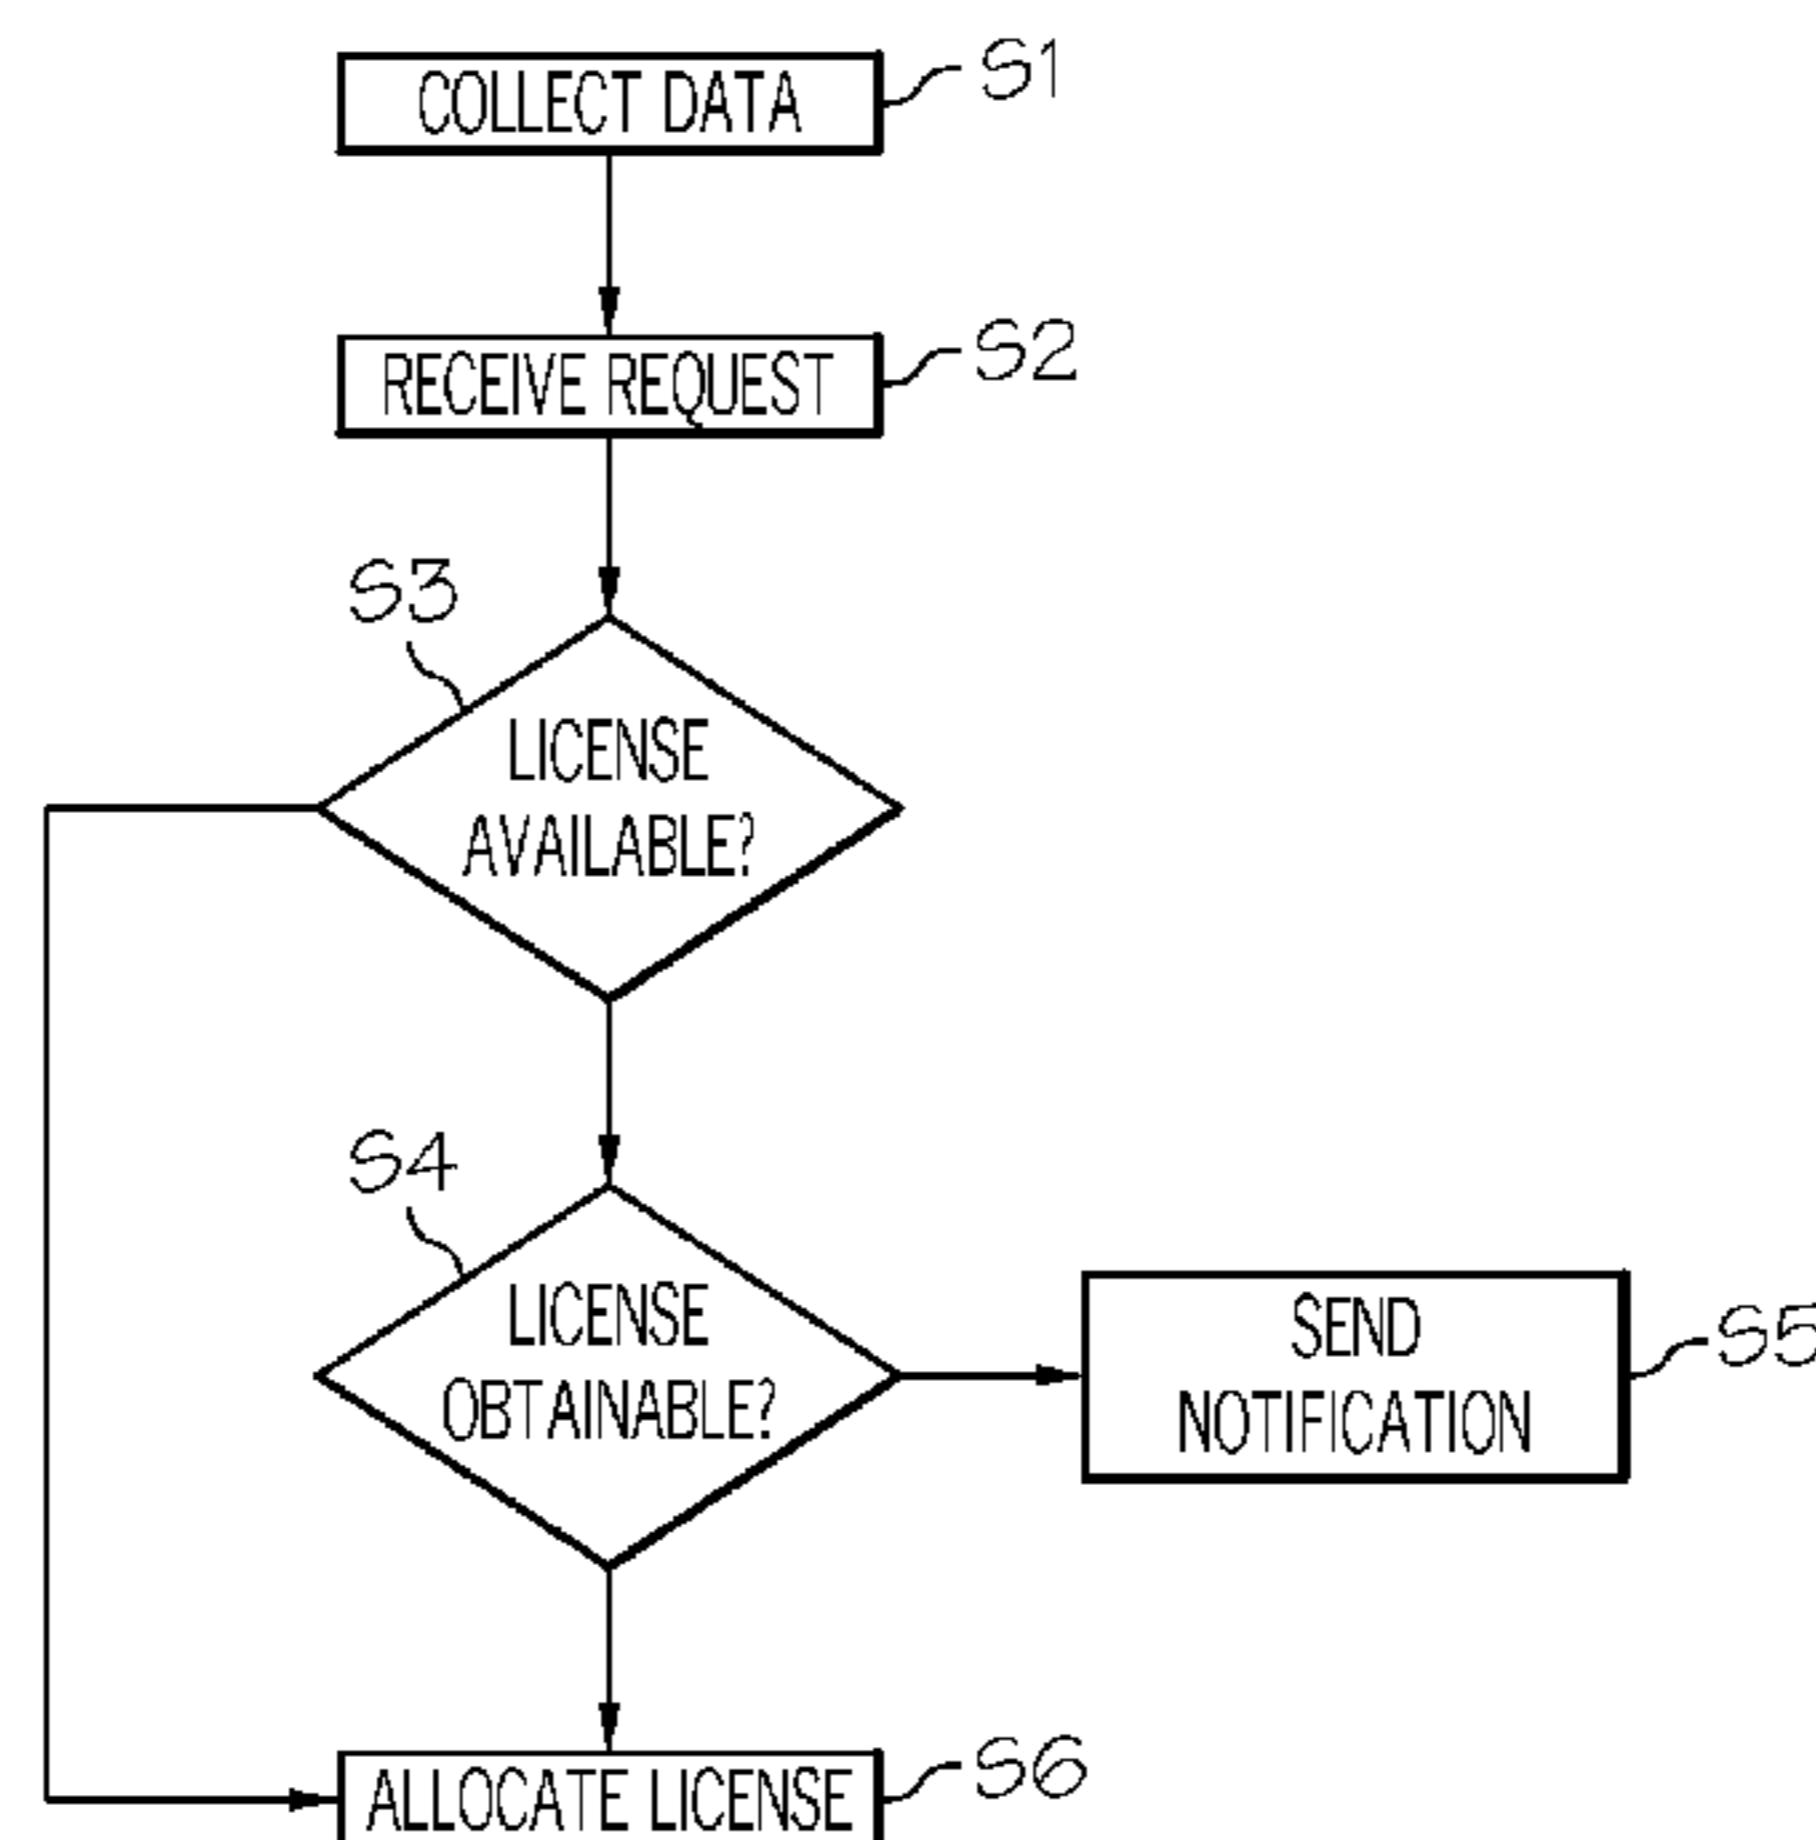 COLLECT DATA
S1
RECEIVE REQUEST
S2
S3
LICENSE
AVAILABLE?
S4
LICENSE
OBTAINABLE?
SEND
NOTIFICATION
S5
ALLOCATE LICENSE
S6